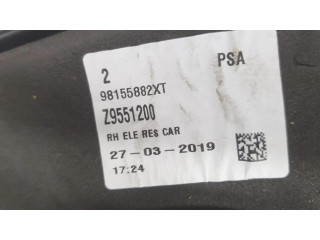 2 PSA
98155882XT
Z9551200
RH ELE RES CAR
27-03-2019
17:24